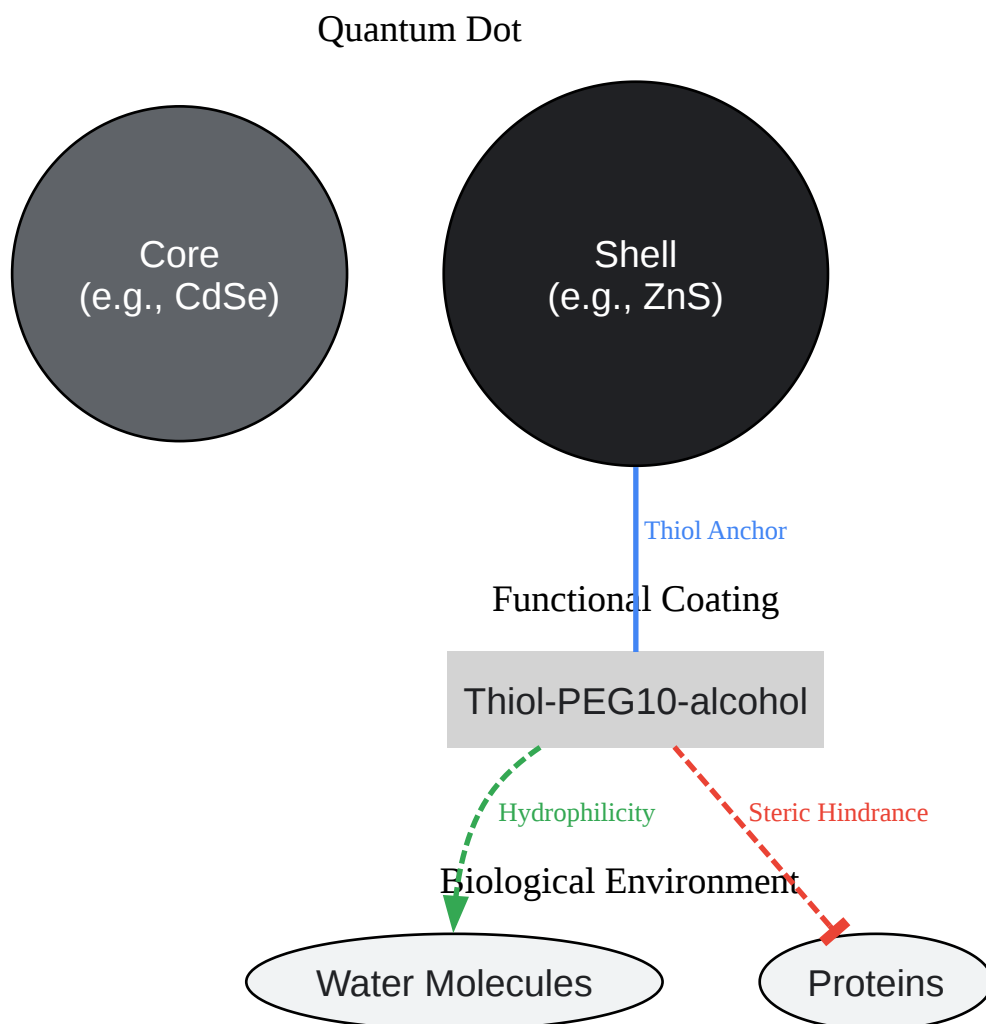 Quantum Dot
Core
(e.g., CdSe)
Shell
(e.g., ZnS)
Thiol Anchor
Functional Coating
Thiol-PEG10-alcohol
Hydrophilicity
Steric Hindrance
Biological Environment
Water Molecules
Proteins